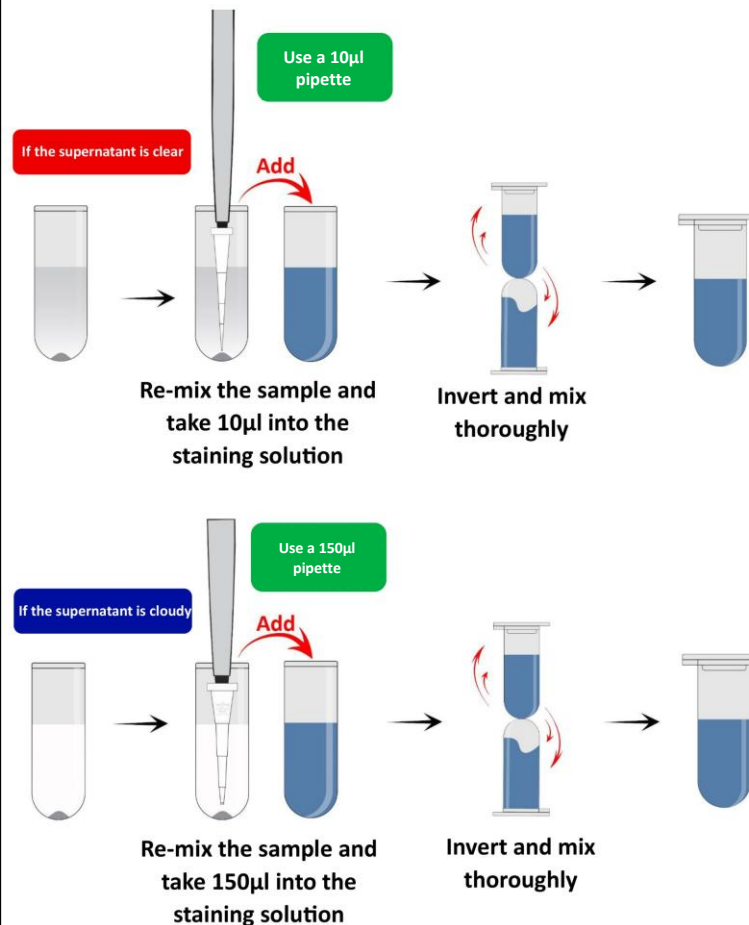 Use a 10µl
pipette
If the supernatant is clear
Add
Re-mix the sample and
take 10µl into the
staining solution
Invert and mix
thoroughly
Use a 150µl
pipette
If the supernatant is cloudy
Add
Re-mix the sample and
take 150µl into the
staining solution
Invert and mix
thoroughly